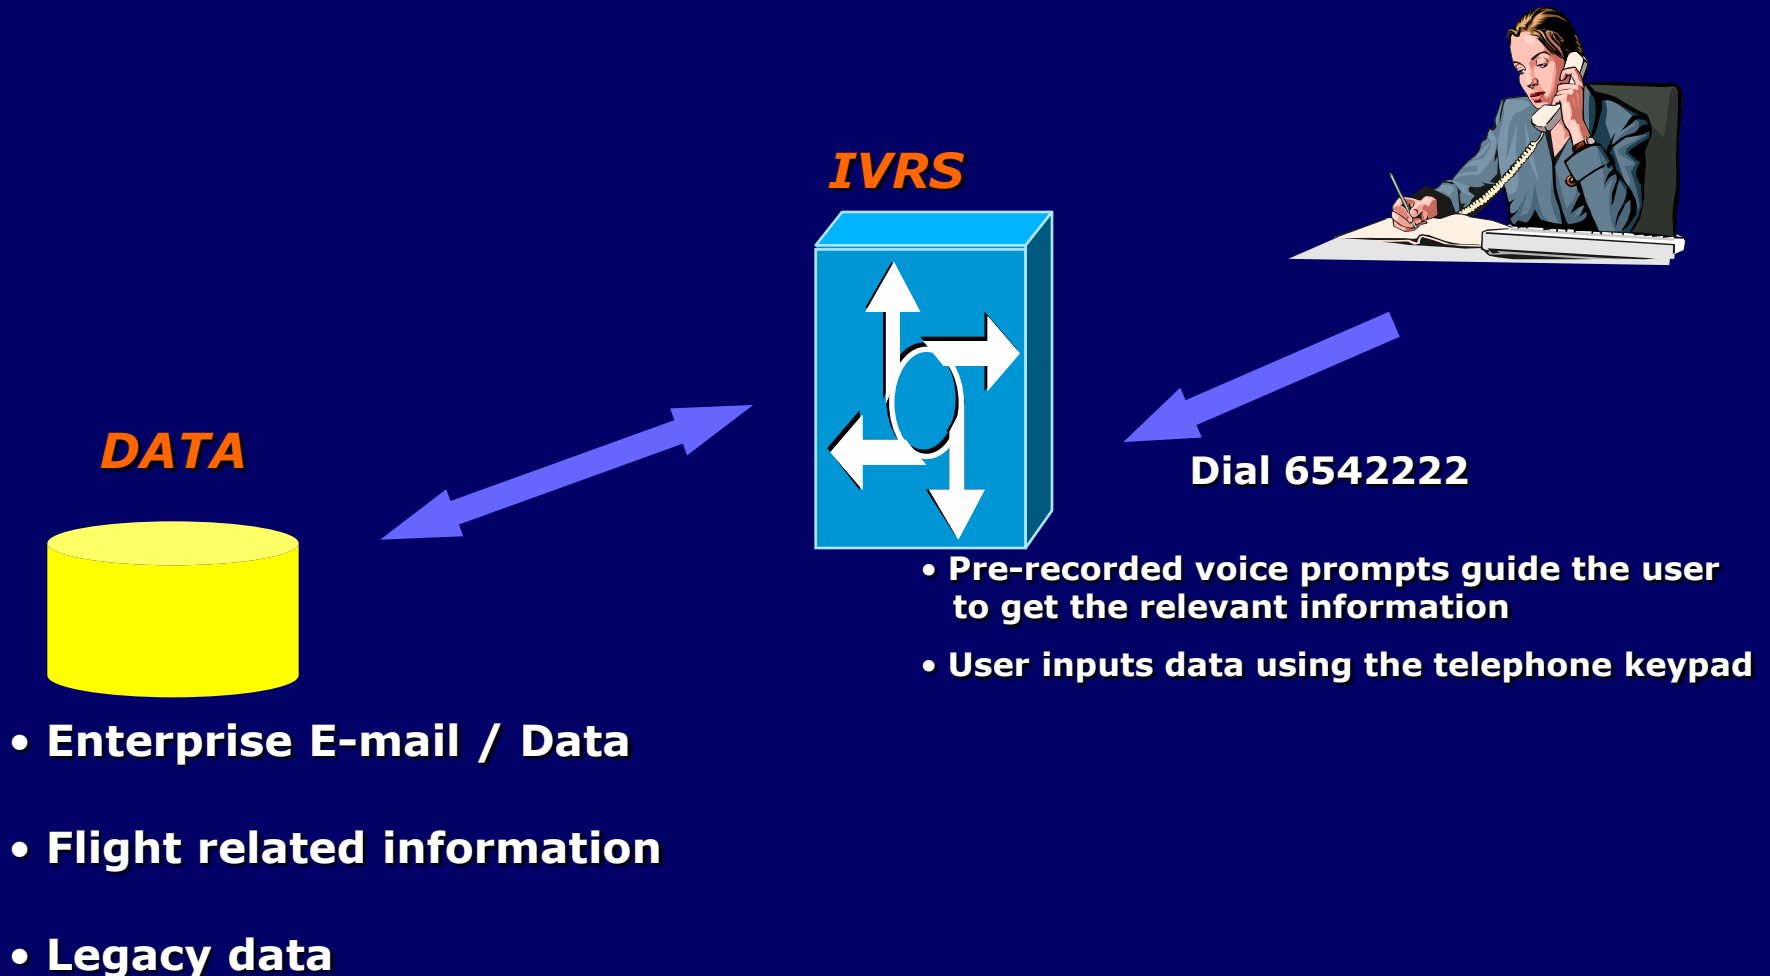 IVRS
DATA
Dial 6542222
• Pre-recorded voice prompts guide the user
to get the relevant information
• User inputs data using the telephone keypad
• Enterprise E-mail / Data
• Flight related information
• Legacy data